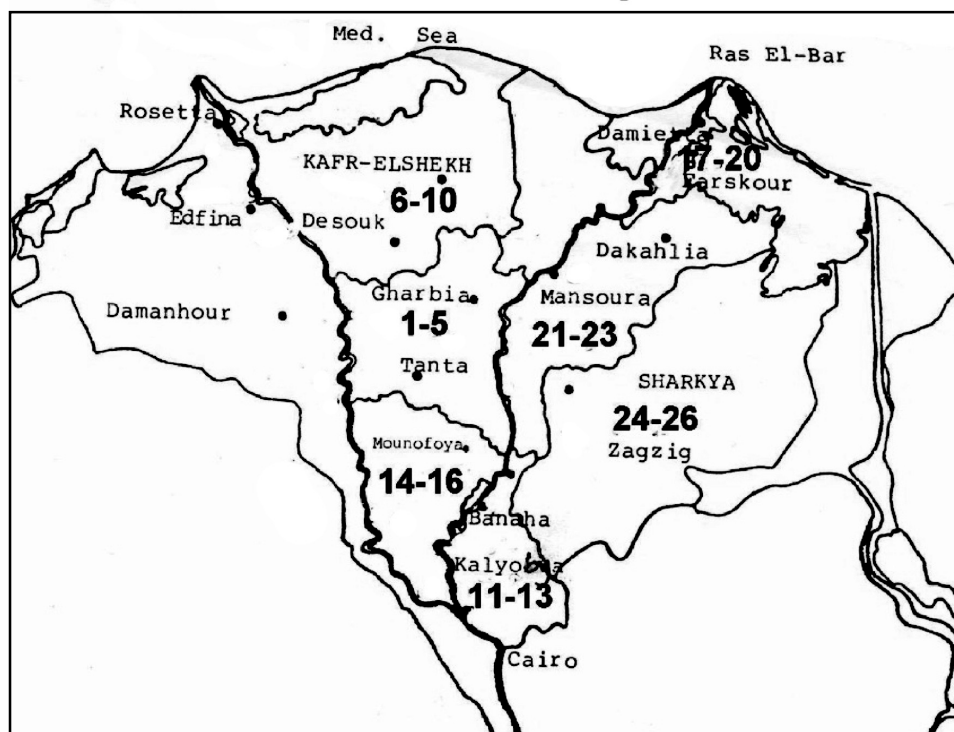 Med. Sea
Ras El-Bar
Rosetta
Damietta
17-20
Farskour
KAFR-ELSHEKH
6-10
Edfina
Desouk
Dakahlia
Gharbia
Mansoura
Damanhour
1-5
21-23
Tanta
SHARKYA
24-26
Mounofoya
Zagzig
14-16
Banaha
Kalyobya
11-13
Cairo